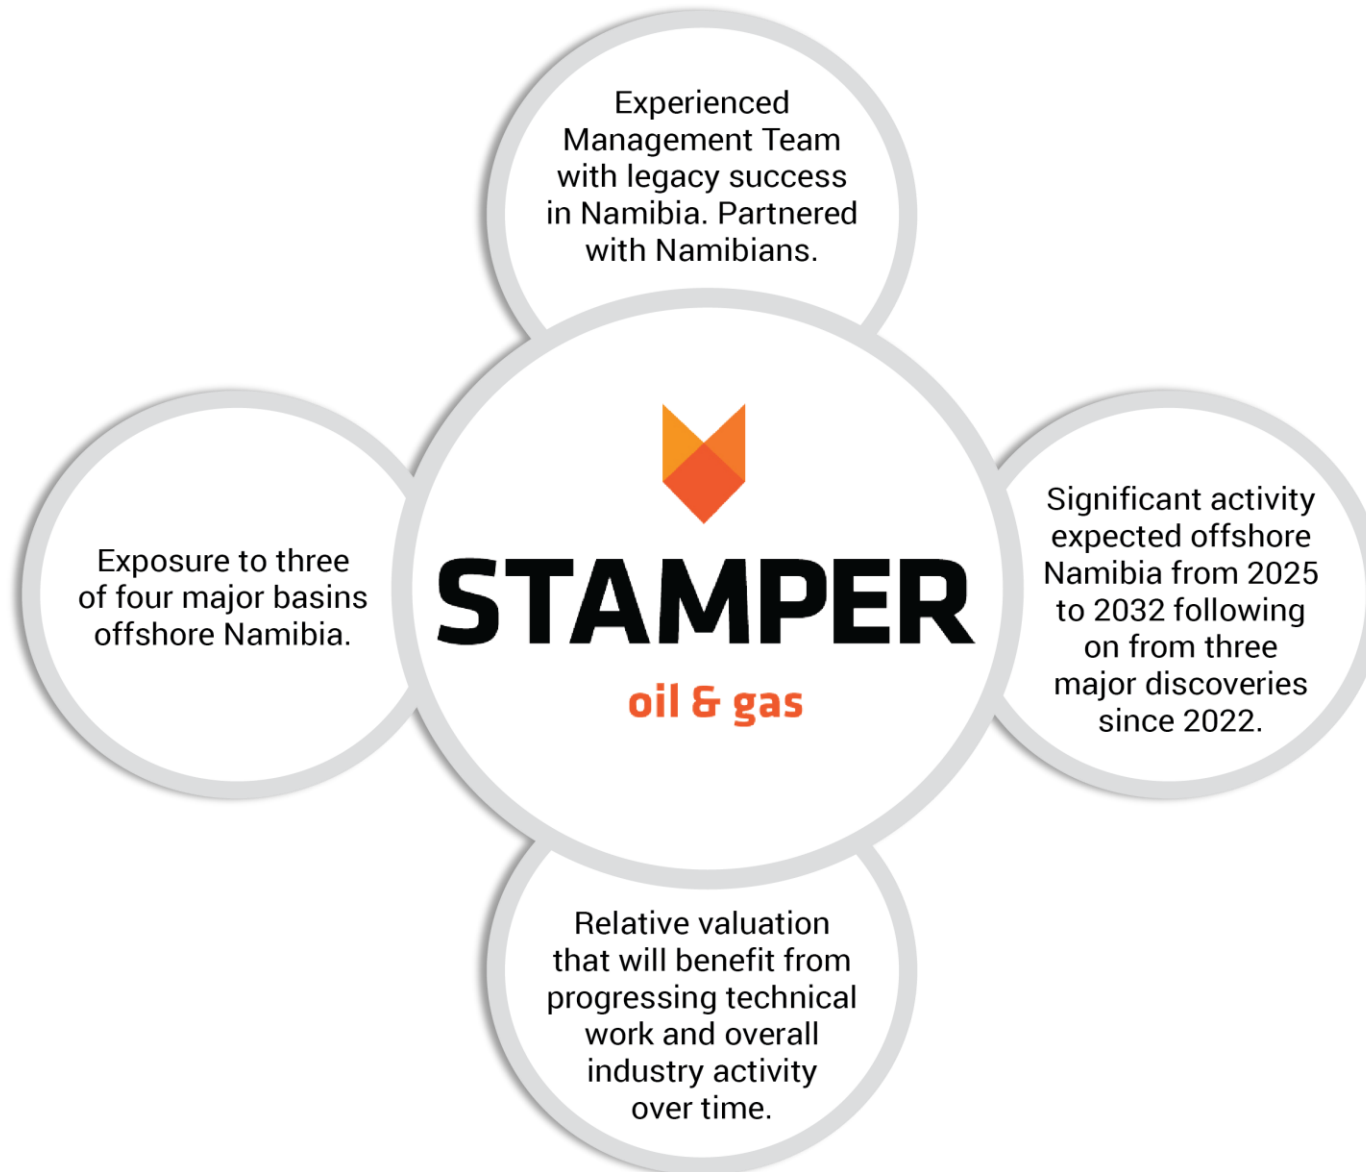 Experienced
Management Team
with legacy success
in Namibia. Partnered
with Namibians.
Exposure to three
of four major basins
offshore Namibia.
STAMPER
oil & gas
Significant activity
expected offshore
Namibia from 2025
to 2032 following
on from three
major discoveries
since 2022.
Relative valuation
that will benefit from
progressing technical
work and overall
industry activity
over time.